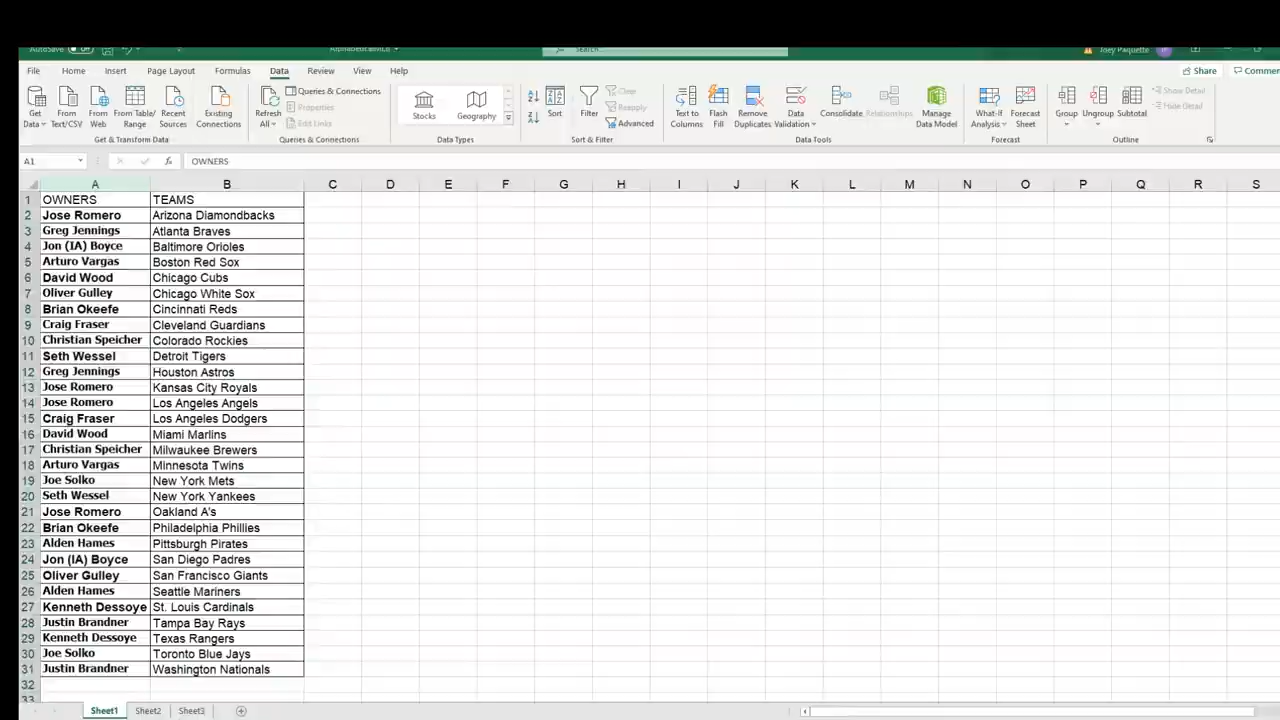 AutoSave Off Search... Joey Paquette
File Home Insert Page Layout Formulas Data Review View Help Share Commen
Get Data From Text/CSV From Web From Table/ Range Recent Sources Existing Connections
Refresh All Queries & Connections Properties Edit Links
Stocks Geography
Sort Filter Clear Reapply Advanced
Text to Columns Flash Fill Remove Duplicates Data Validation Consolidate Relationships Manage Data Model
What-If Analysis Forecast Sheet
Group Ungroup Subtotal Show Detail Hide Detail
Get & Transform Data Queries & Connections Data Types Sort & Filter Data Tools Forecast Outline
A1 fx OWNERS
A B C D E F G H I J K L M N O P Q R S
1 OWNERS TEAMS
2 Jose Romero Arizona Diamondbacks
3 Greg Jennings Atlanta Braves
4 Jon (IA) Boyce Baltimore Orioles
5 Arturo Vargas Boston Red Sox
6 David Wood Chicago Cubs
7 Oliver Gulley Chicago White Sox
8 Brian Okeefe Cincinnati Reds
9 Craig Fraser Cleveland Guardians
10 Christian Speicher Colorado Rockies
11 Seth Wessel Detroit Tigers
12 Greg Jennings Houston Astros
13 Jose Romero Kansas City Royals
14 Jose Romero Los Angeles Angels
15 Craig Fraser Los Angeles Dodgers
16 David Wood Miami Marlins
17 Christian Speicher Milwaukee Brewers
18 Arturo Vargas Minnesota Twins
19 Joe Solko New York Mets
20 Seth Wessel New York Yankees
21 Jose Romero Oakland A's
22 Brian Okeefe Philadelphia Phillies
23 Alden Hames Pittsburgh Pirates
24 Jon (IA) Boyce San Diego Padres
25 Oliver Gulley San Francisco Giants
26 Alden Hames Seattle Mariners
27 Kenneth Dessoye St. Louis Cardinals
28 Justin Brandner Tampa Bay Rays
29 Kenneth Dessoye Texas Rangers
30 Joe Solko Toronto Blue Jays
31 Justin Brandner Washington Nationals
32
33
Sheet1 Sheet2 Sheet3